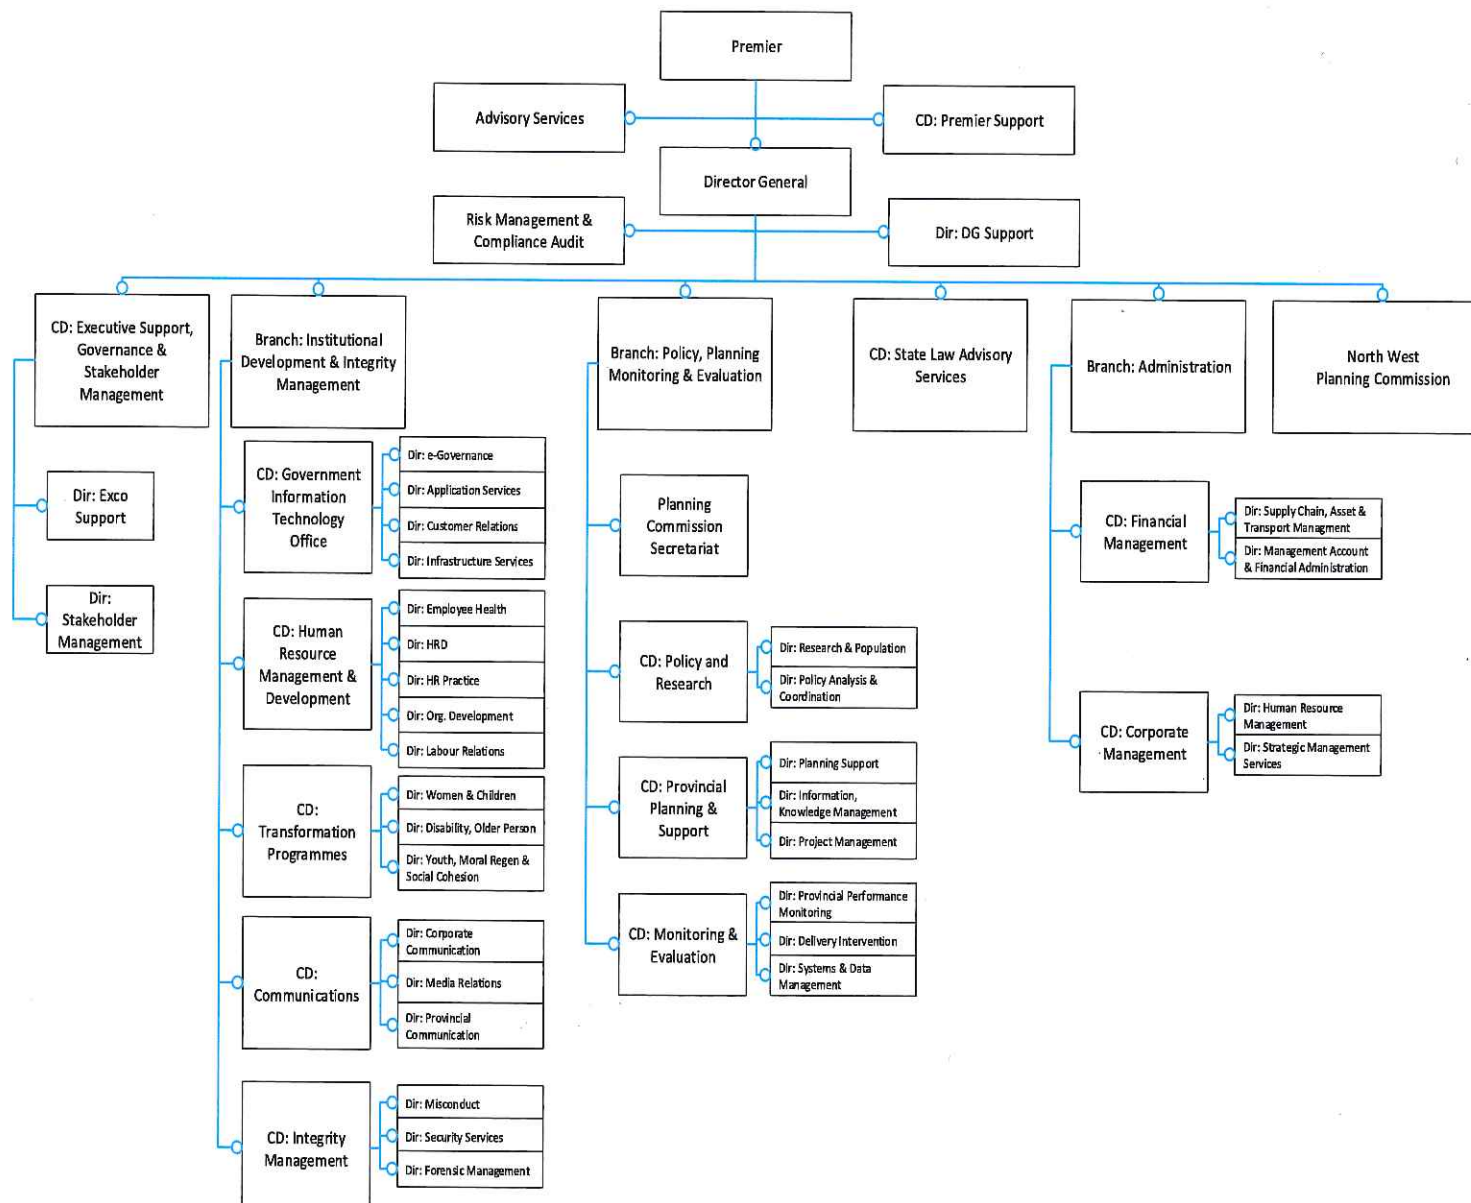 Premier
Advisory Services
CD: Premier Support
Director General
Risk Management &
Compliance Audit
Dir: DG Support
CD: Executive Support,
Governance &
Stakeholder
Management
Branch: Institutional
Development & Integrity
Management
Branch: Policy, Planning
Monitoring & Evaluation
CD: State Law Advisory
Services
Branch: Administration
North West
Planning Commission
Dir: Exco
Support
Dir:
Stakeholder
Management
CD: Government
Information
Technology
Office
Dir: e-Governance
Dir: Application Services
Dir: Customer Relations
Dir: Infrastructure Services
CD: Human
Resource
Management &
Development
Dir: Employee Health
Dir: HRD
Dir: HR Practice
Dir: Org. Development
Dir: Labour Relations
CD:
Transformation
Programmes
Dir: Women & Children
Dir: Disability, Older Person
Dir: Youth, Moral Regen &
Social Cohesion
CD:
Communications
Dir: Corporate
Communication
Dir: Media Relations
Dir: Provincial
Communication
CD: Integrity
Management
Dir: Misconduct
Dir: Security Services
Dir: Forensic Management
Planning
Commission
Secretariat
CD: Policy and
Research
Dir: Research & Population
Dir: Policy Analysis &
Coordination
CD: Provincial
Planning &
Support
Dir: Planning Support
Dir: Information,
Knowledge Management
Dir: Project Management
CD: Monitoring &
Evaluation
Dir: Provincial Performance
Monitoring
Dir: Delivery Intervention
Dir: Systems & Data
Management
CD: Financial
Management
Dir: Supply Chain, Asset &
Transport Managment
Dir: Management Account
& Financial Administration
CD: Corporate
Management
Dir: Human Resource
Management
Dir: Strategic Management
Services